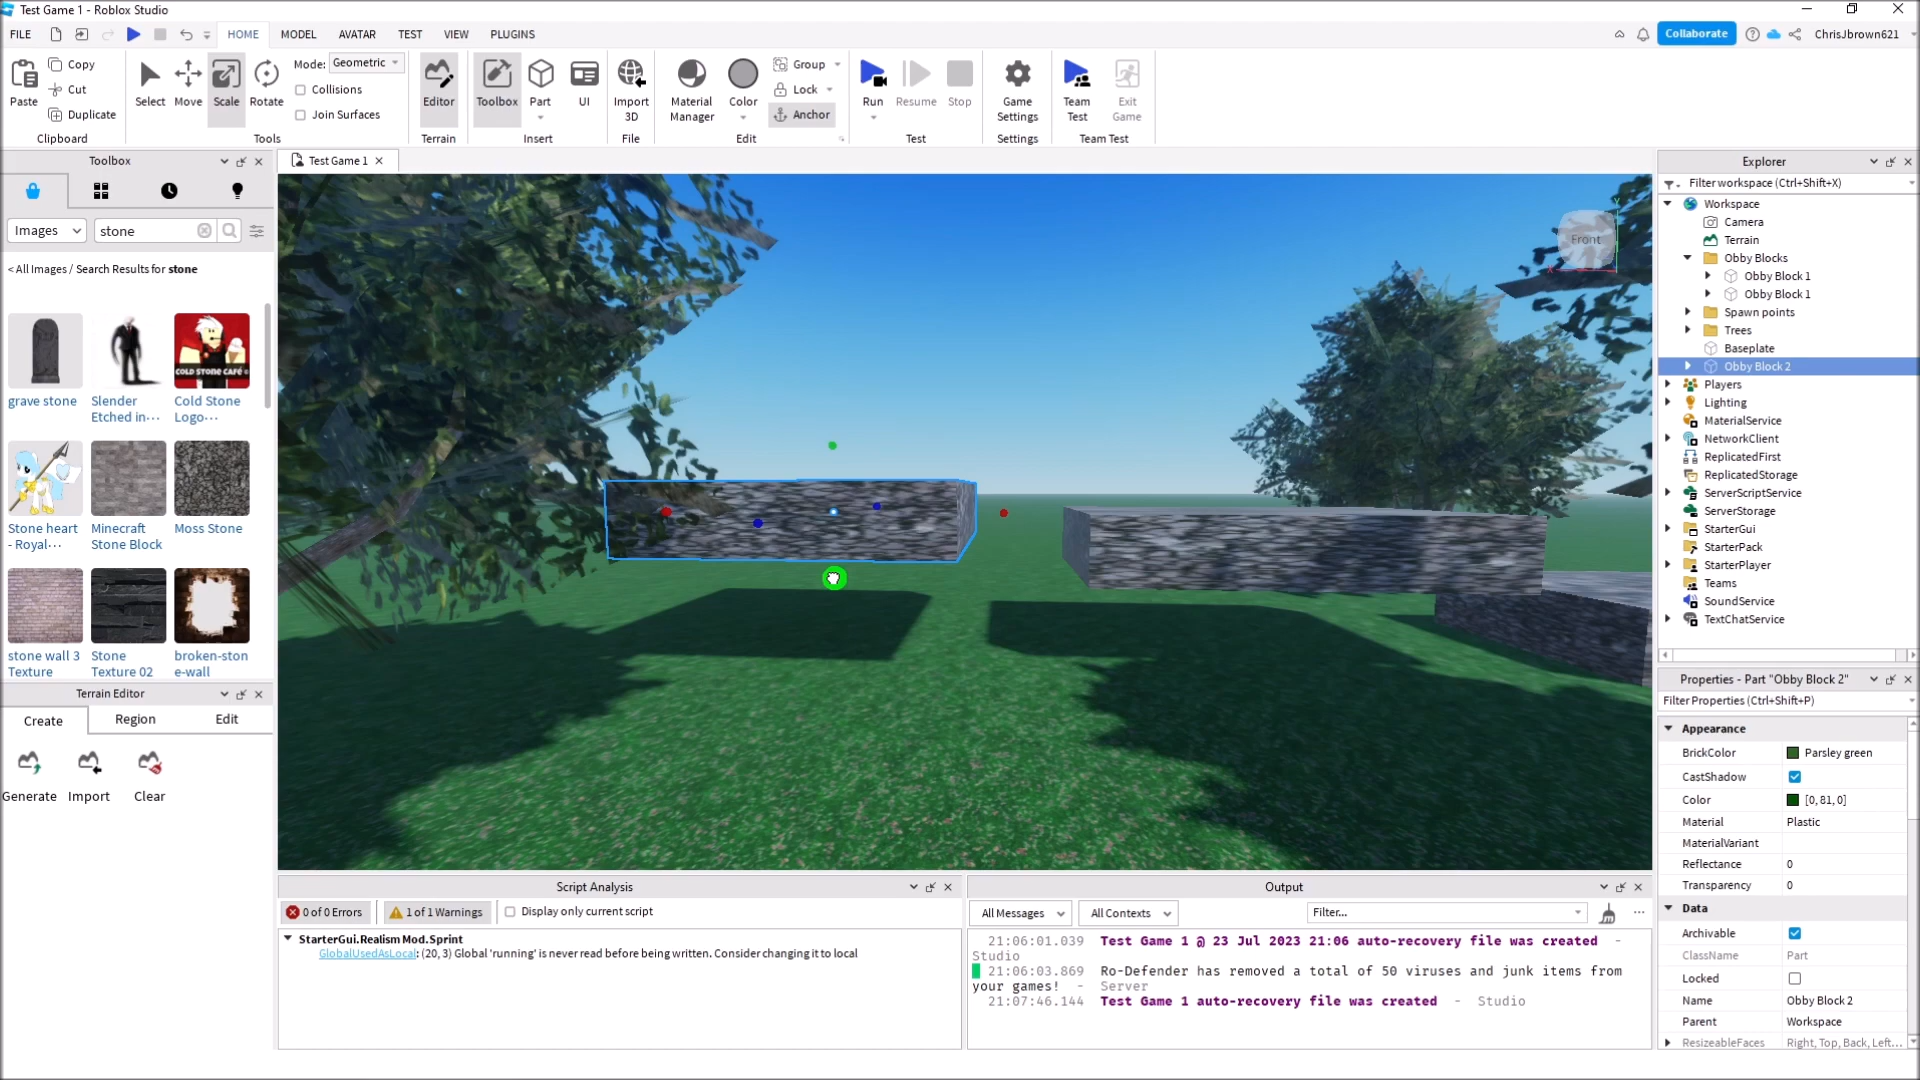 Test Game 1 - Roblox Studio
FILE
HOME
MODEL
AVATAR
TEST
VIEW
PLUGINS
Collaborate
ChrisJbrown621
Paste
Copy
Cut
Duplicate
Clipboard
Select
Move
Scale
Rotate
Mode:
Geometric
Collisions
Join Surfaces
Tools
Editor
Terrain
Toolbox
Part
UI
Insert
Import
3D
File
Material
Manager
Color
Group
Lock
Anchor
Edit
Run
Resume
Stop
Test
Game
Settings
Settings
Team
Test
Exit
Game
Team Test
Toolbox
Images
stone
< All Images / Search Results for stone
grave stone
Slender
Etched in···
COLD STONE CAFÉ
Cold Stone
Logo···
Stone heart
- Royal···
Minecraft
Stone Block
Moss Stone
stone wall 3
Texture
Stone
Texture 02
broken-ston
e-wall
Terrain Editor
Create
Region
Edit
Generate
Import
Clear
Test Game 1
Front
Y
X
Script Analysis
0 of 0 Errors
1 of 1 Warnings
Display only current script
StarterGui.Realism Mod.Sprint
GlobalUsedAsLocal: (20, 3) Global 'running' is never read before being written. Consider changing it to local
Output
All Messages
All Contexts
Filter...
21:06:01.039 Test Game 1 @ 23 Jul 2023 21:06 auto-recovery file was created -
Studio
21:06:03.869 Ro-Defender has removed a total of 50 viruses and junk items from
your games! - Server
21:07:46.144 Test Game 1 auto-recovery file was created - Studio
Explorer
Filter workspace (Ctrl+Shift+X)
Workspace
Camera
Terrain
Obby Blocks
Obby Block 1
Obby Block 1
Spawn points
Trees
Baseplate
Obby Block 2
Players
Lighting
MaterialService
NetworkClient
ReplicatedFirst
ReplicatedStorage
ServerScriptService
ServerStorage
StarterGui
StarterPack
StarterPlayer
Teams
SoundService
TextChatService
Properties - Part "Obby Block 2"
Filter Properties (Ctrl+Shift+P)
Appearance
BrickColor Parsley green
CastShadow
Color [0, 81, 0]
Material Plastic
MaterialVariant
Reflectance 0
Transparency 0
Data
Archivable
ClassName Part
Locked
Name Obby Block 2
Parent Workspace
ResizeableFaces Right, Top, Back, Left...